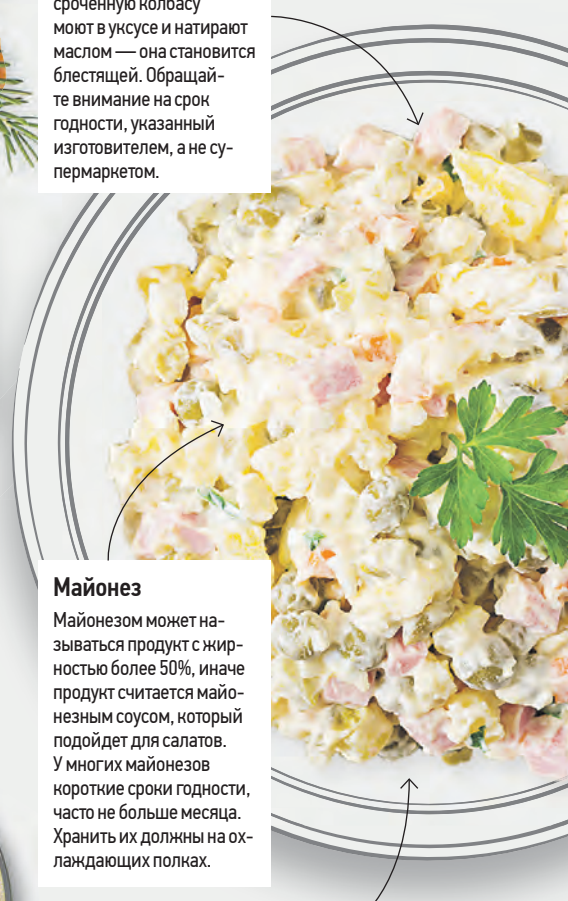 сроченную колбасу
моют в уксусе и натирают
маслом — она становится
блестящей. Обращай-
те внимание на срок
годности, указанный
изготовителем, а не су-
пермаркетом.
Майонез
Майонезом может на-
зываться продукт с жир-
ностью более 50%, иначе
продукт считается майо-
незным соусом, который
подойдет для салатов.
У многих майонезов
короткие сроки годности,
часто не больше месяца.
Хранить их должны на ох-
лаждающих полках.